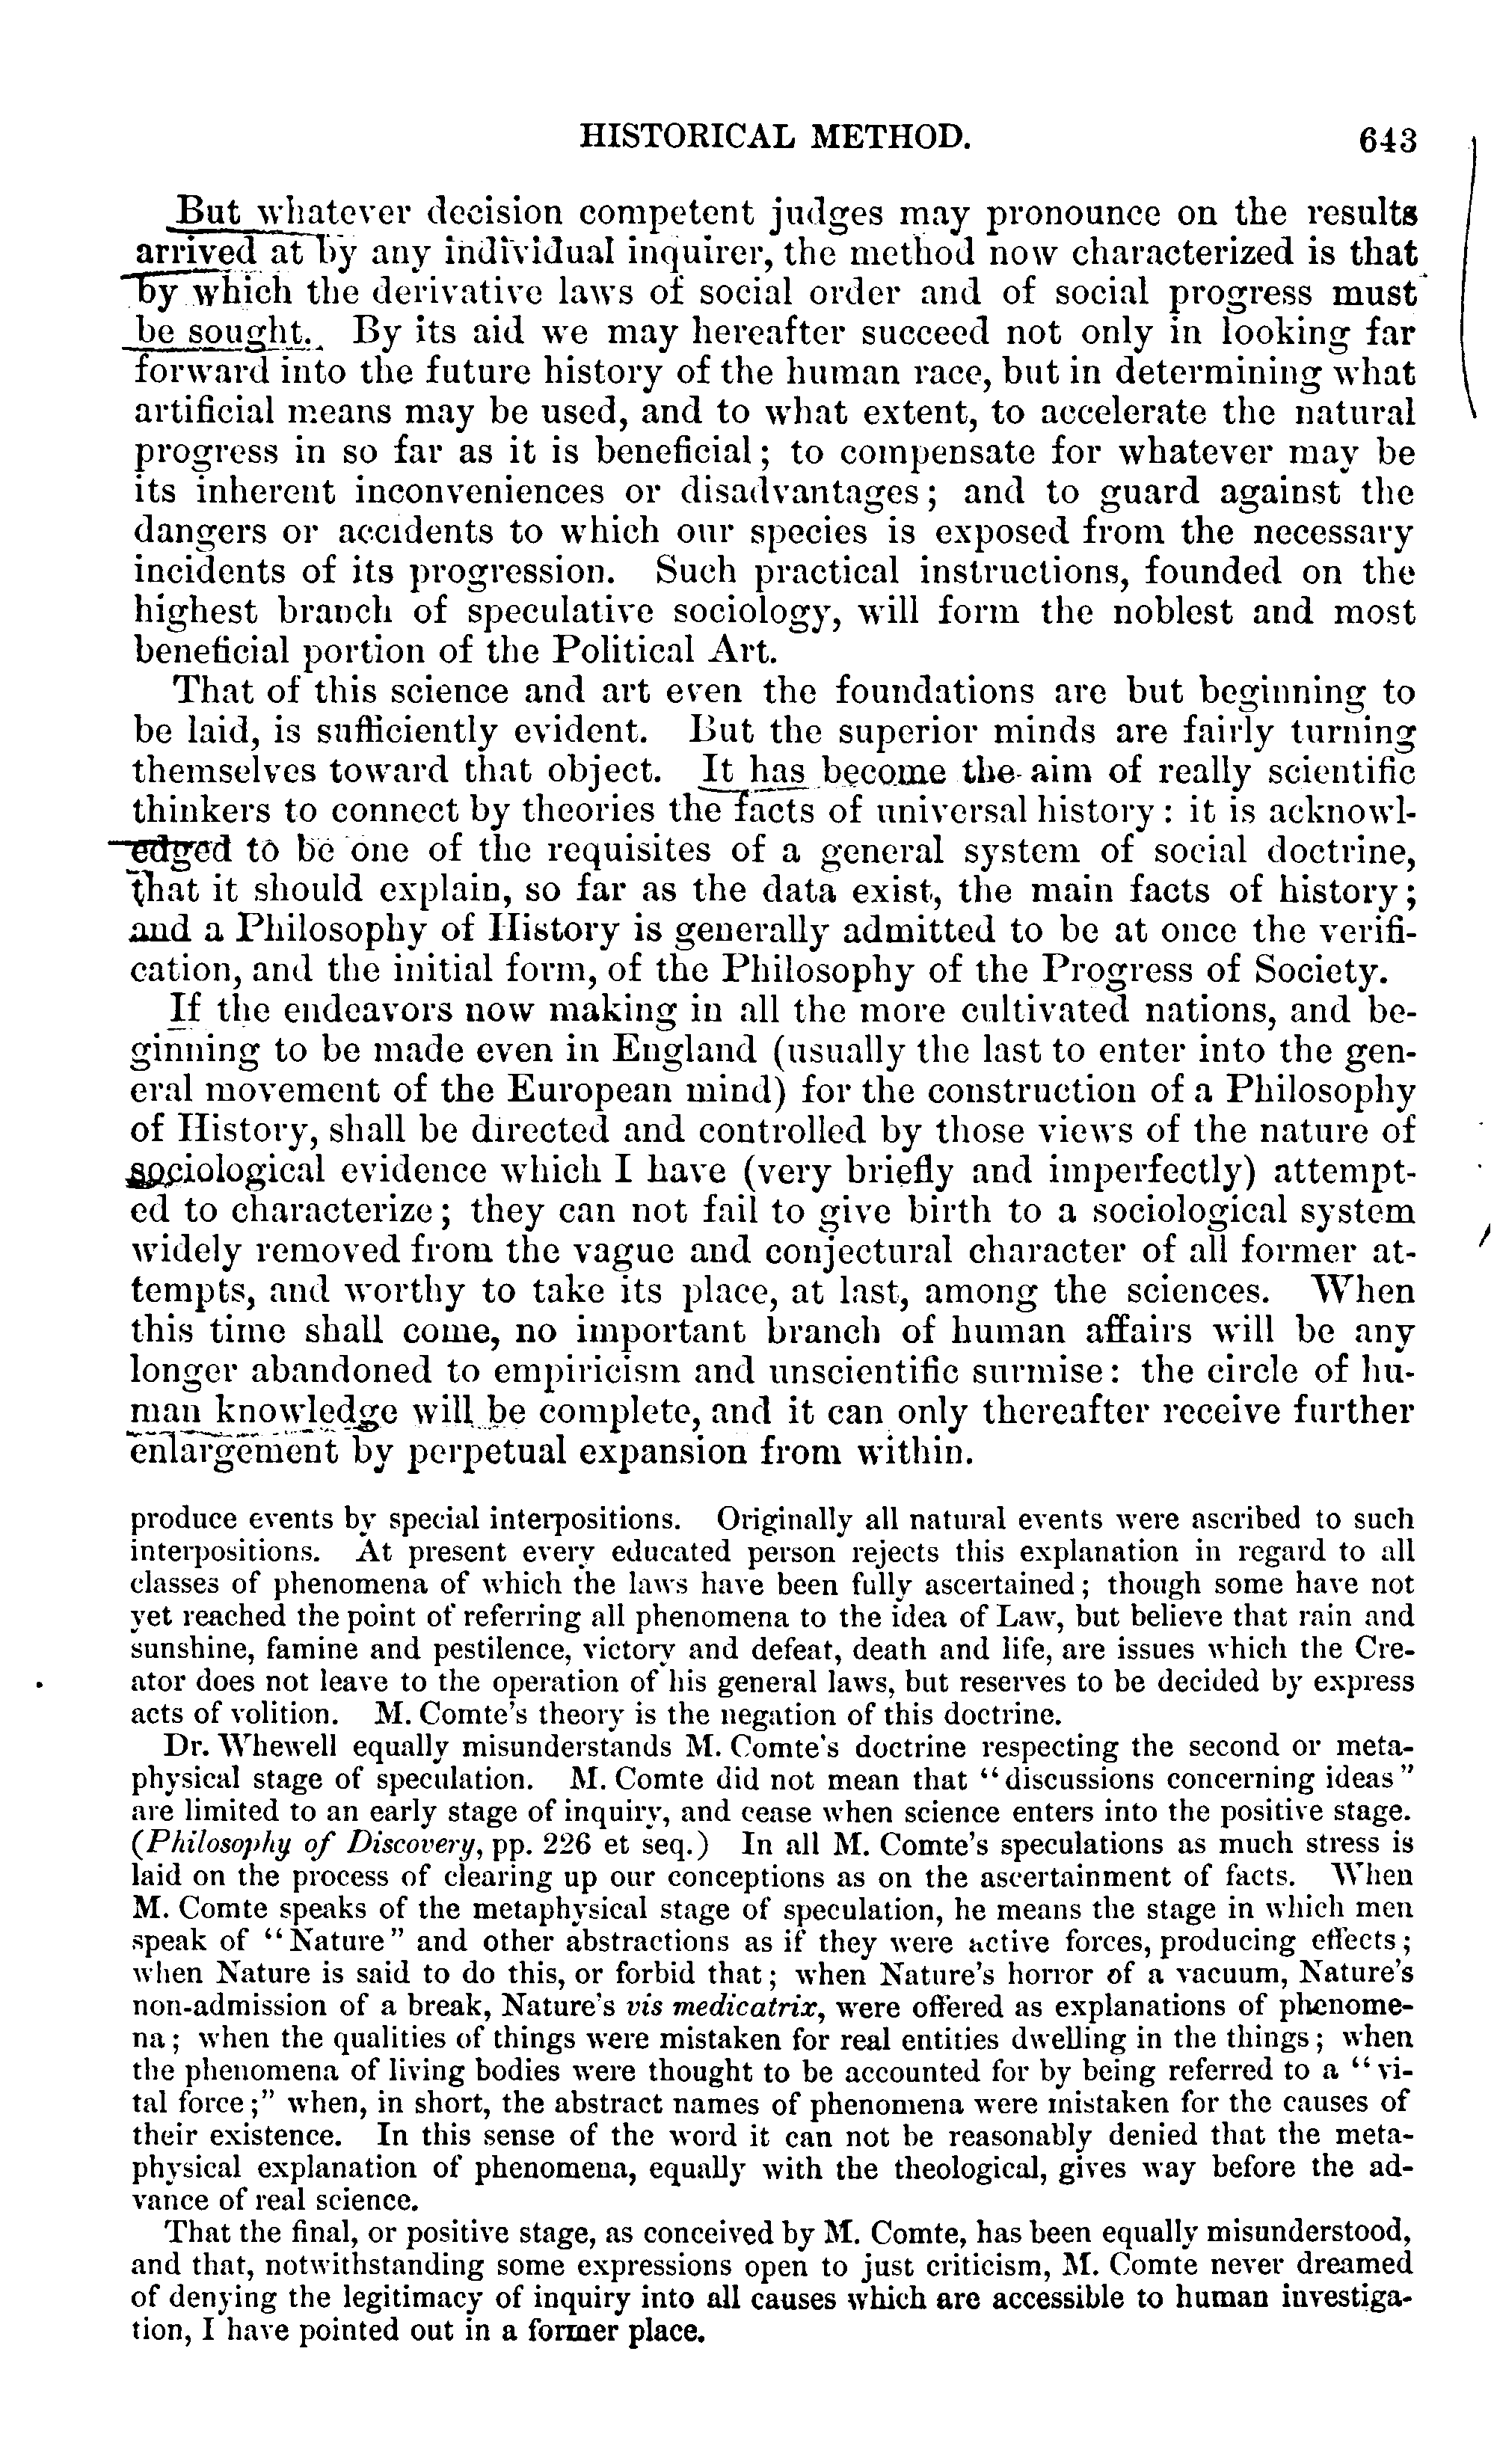 HISTORICAL METHOD. 643
But whatever decision competent judges may pronounce on the results
arrived at by any individual inquirer, the method now characterized is that
by which the derivative laws of social order and of social progress must
be sought. By its aid we may hereafter succeed not only in looking far
forward into the future history of the human race, but in determining what
artificial means may be used, and to what extent, to accelerate the natural
progress in so far as it is beneficial; to compensate for whatever may be
its inherent inconveniences or disadvantages; and to guard against the
dangers or accidents to which our species is exposed from the necessary
incidents of its progression. Such practical instructions, founded on the
highest branch of speculative sociology, will form the noblest and most
beneficial portion of the Political Art.
That of this science and art even the foundations are but beginning to
be laid, is sufficiently evident. But the superior minds are fairly turning
themselves toward that object. It has become the aim of really scientific
thinkers to connect by theories the facts of universal history: it is acknowl-
edged to be one of the requisites of a general system of social doctrine,
that it should explain, so far as the data exist, the main facts of history;
and a Philosophy of History is generally admitted to be at once the verifi-
cation, and the initial form, of the Philosophy of the Progress of Society.
If the endeavors now making in all the more cultivated nations, and be-
ginning to be made even in England (usually the last to enter into the gen-
eral movement of the European mind) for the construction of a Philosophy
of History, shall be directed and controlled by those views of the nature of
sociological evidence which I have (very briefly and imperfectly) attempt-
ed to characterize; they can not fail to give birth to a sociological system
widely removed from the vague and conjectural character of all former at-
tempts, and worthy to take its place, at last, among the sciences. When
this time shall come, no important branch of human affairs will be any
longer abandoned to empiricism and unscientific surmise: the circle of hu-
man knowledge will be complete, and it can only thereafter receive further
enlargement by perpetual expansion from within.
produce events by special interpositions. Originally all natural events were ascribed to such
interpositions. At present every educated person rejects this explanation in regard to all
classes of phenomena of which the laws have been fully ascertained; though some have not
yet reached the point of referring all phenomena to the idea of Law, but believe that rain and
sunshine, famine and pestilence, victory and defeat, death and life, are issues which the Cre-
ator does not leave to the operation of his general laws, but reserves to be decided by express
acts of volition. M. Comte's theory is the negation of this doctrine.
Dr. Whewell equally misunderstands M. Comte's doctrine respecting the second or meta-
physical stage of speculation. M. Comte did not mean that "discussions concerning ideas"
are limited to an early stage of inquiry, and cease when science enters into the positive stage.
(Philosophy of Discovery, pp. 226 et seq.) In all M. Comte's speculations as much stress is
laid on the process of clearing up our conceptions as on the ascertainment of facts. When
M. Comte speaks of the metaphysical stage of speculation, he means the stage in which men
speak of "Nature" and other abstractions as if they were active forces, producing effects;
when Nature is said to do this, or forbid that; when Nature's horror of a vacuum, Nature's
non-admission of a break, Nature's vis medicatrix, were offered as explanations of phenome-
na; when the qualities of things were mistaken for real entities dwelling in the things; when
the phenomena of living bodies were thought to be accounted for by being referred to a "vi-
tal force;" when, in short, the abstract names of phenomena were mistaken for the causes of
their existence. In this sense of the word it can not be reasonably denied that the meta-
physical explanation of phenomena, equally with the theological, gives way before the ad-
vance of real science.
That the final, or positive stage, as conceived by M. Comte, has been equally misunderstood,
and that, notwithstanding some expressions open to just criticism, M. Comte never dreamed
of denying the legitimacy of inquiry into all causes which are accessible to human investiga-
tion, I have pointed out in a former place.